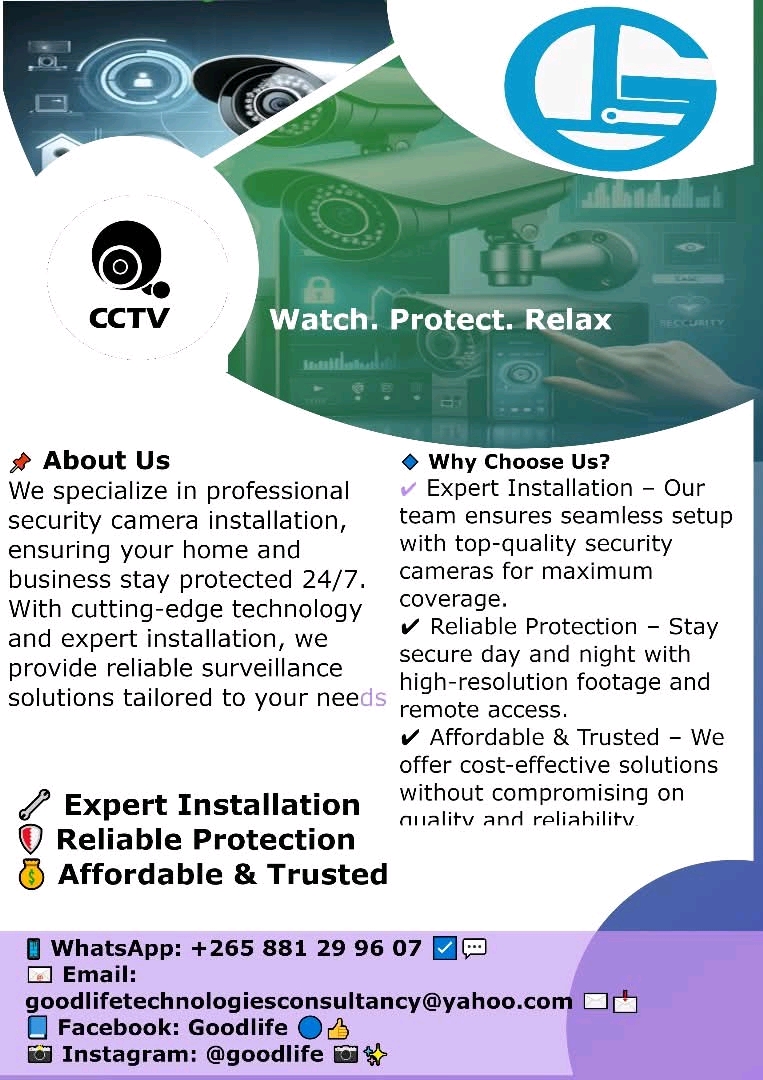 CCTV
Watch. Protect. Relax
SECCURITY
📌 About Us
We specialize in professional
security camera installation,
ensuring your home and
business stay protected 24/7.
With cutting-edge technology
and expert installation, we
provide reliable surveillance
solutions tailored to your needs
🔧 Expert Installation
🛡 Reliable Protection
💰 Affordable & Trusted
🔷 Why Choose Us?
✔ Expert Installation – Our
team ensures seamless setup
with top-quality security
cameras for maximum
coverage.
✔ Reliable Protection – Stay
secure day and night with
high-resolution footage and
remote access.
✔ Affordable & Trusted – We
offer cost-effective solutions
without compromising on
quality and reliability.
📱 WhatsApp: +265 881 29 96 07 ☑💬
📧 Email:
goodlifetechnologiesconsultancy@yahoo.com ✉📩
📘 Facebook: Goodlife 🔵👍
📸 Instagram: @goodlife 📸✨